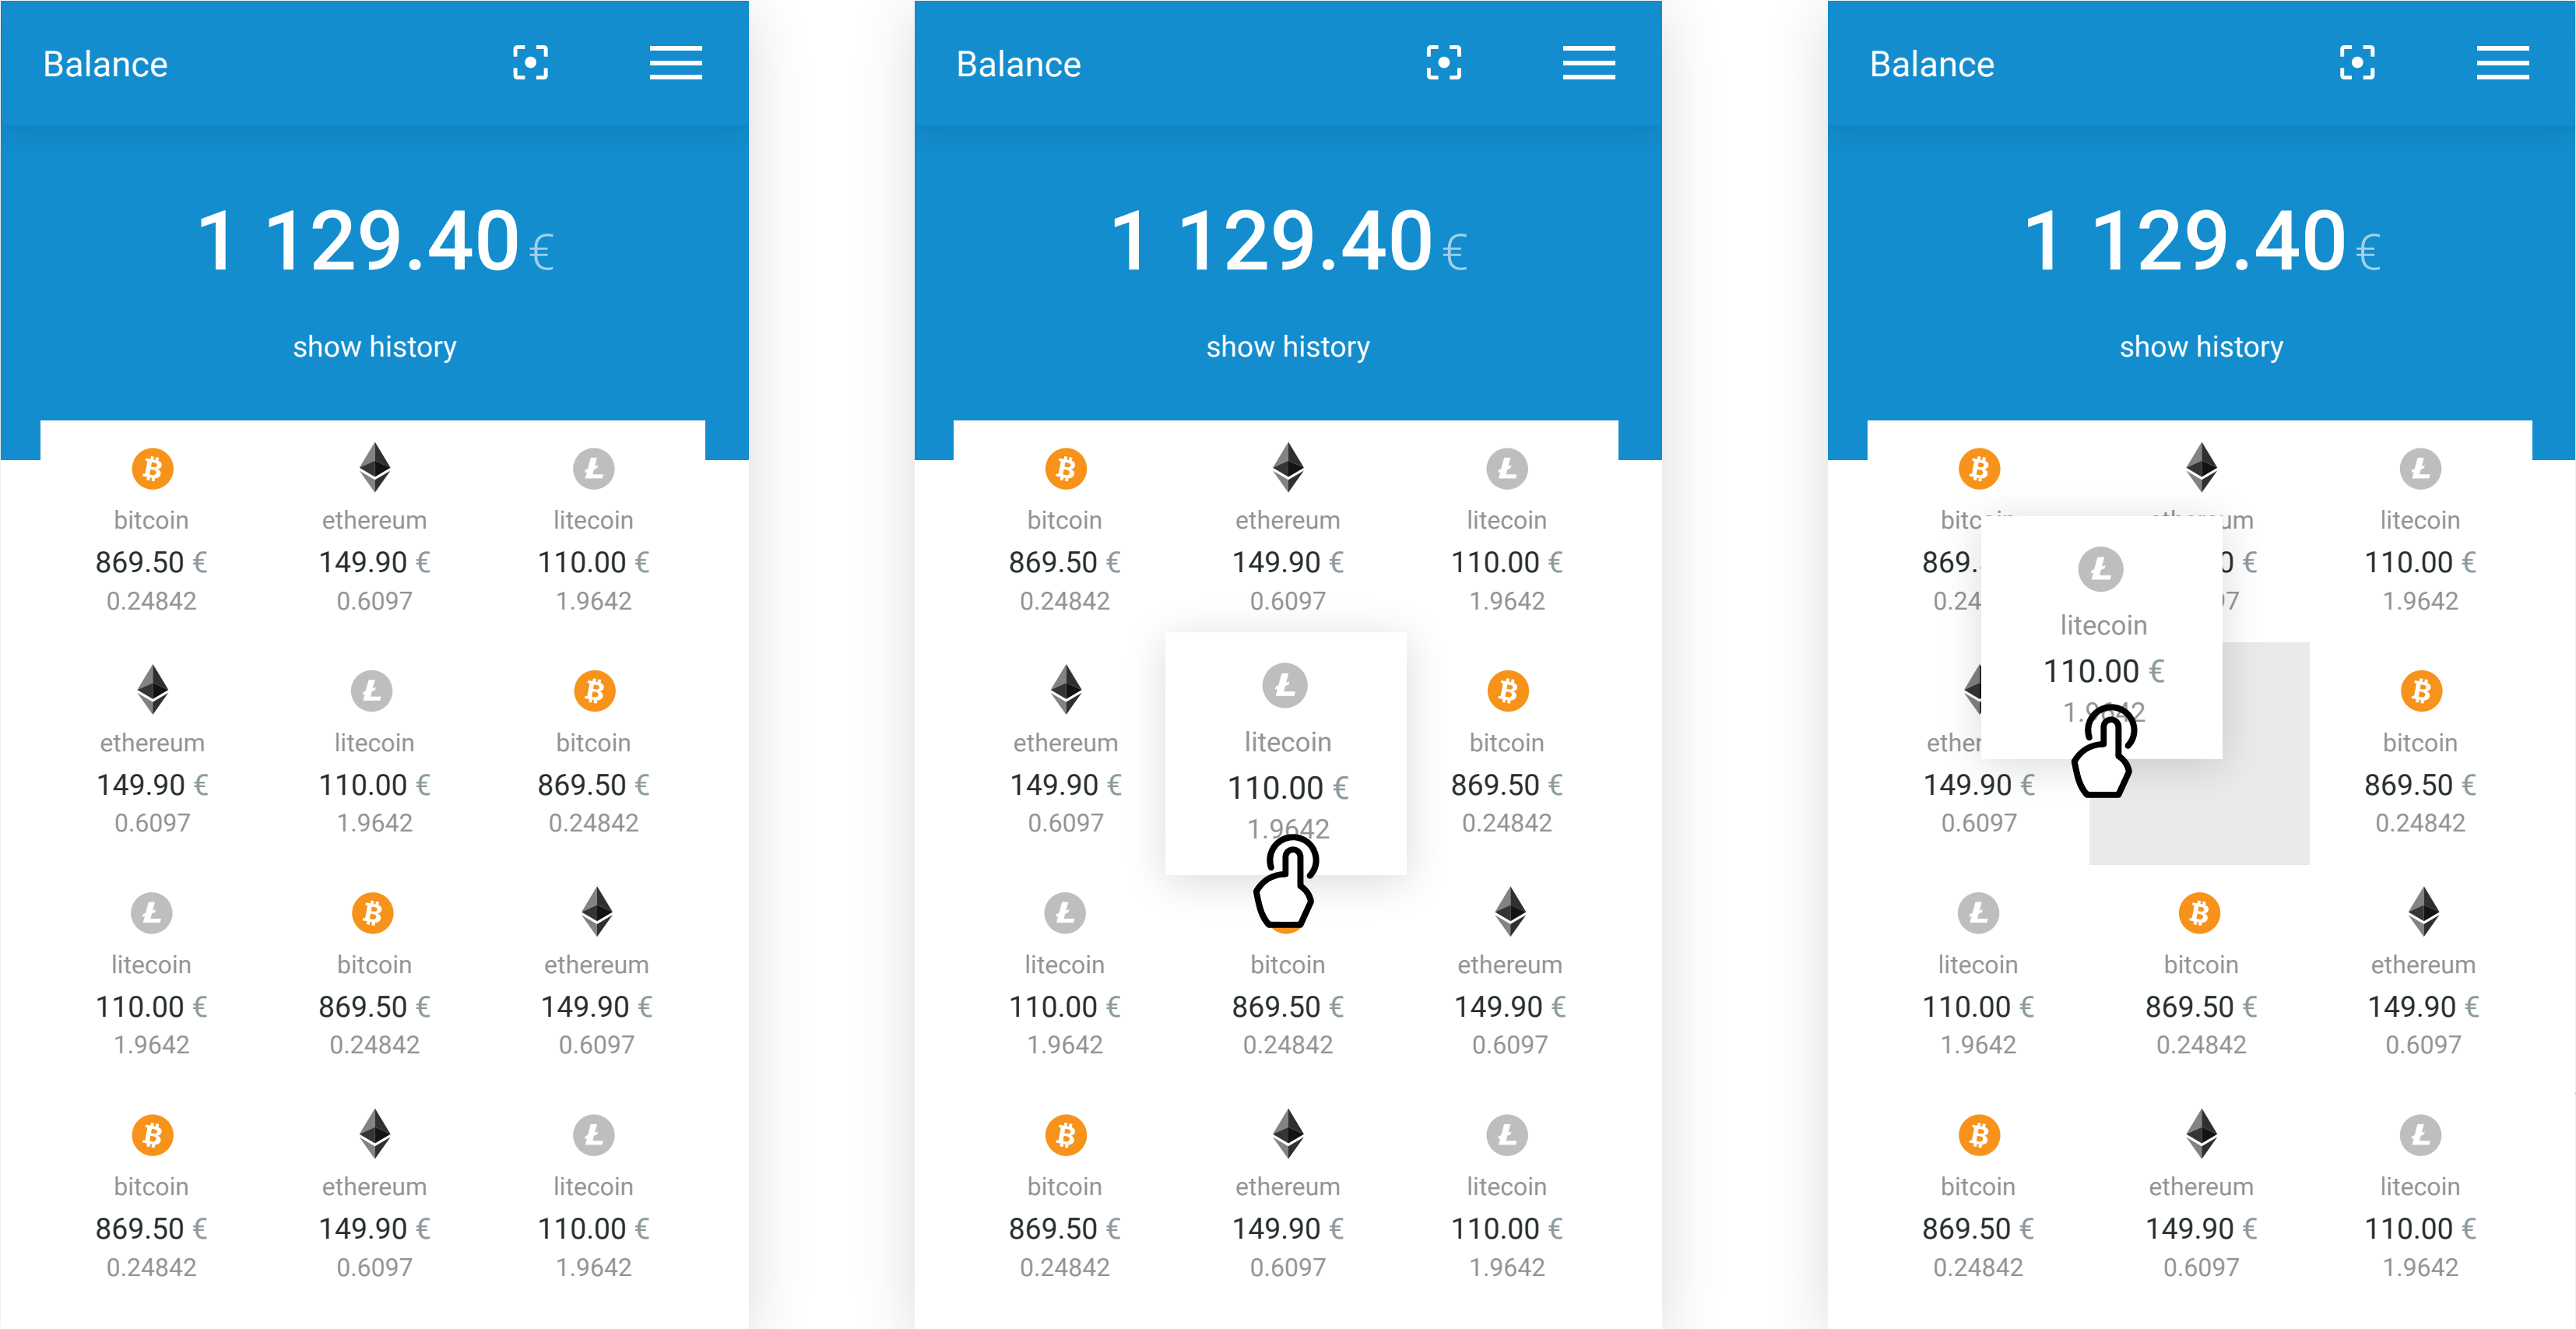 Balance
1 129.40 €
show history
bitcoin ethereum litecoin
869.50 € 149.90 € 110.00 €
0.24842 0.6097 1.9642
ethereum litecoin bitcoin
149.90 € 110.00 € 869.50 €
0.6097 1.9642 0.24842
litecoin bitcoin ethereum
110.00 € 869.50 € 149.90 €
1.9642 0.24842 0.6097
bitcoin ethereum litecoin
869.50 € 149.90 € 110.00 €
0.24842 0.6097 1.9642
Balance
1 129.40 €
show history
bitcoin ethereum litecoin
869.50 € 149.90 € 110.00 €
0.24842 0.6097 1.9642
ethereum litecoin bitcoin
149.90 € 110.00 € 869.50 €
0.6097 1.9642 0.24842
litecoin bitcoin ethereum
110.00 € 869.50 € 149.90 €
1.9642 0.24842 0.6097
bitcoin ethereum litecoin
869.50 € 149.90 € 110.00 €
0.24842 0.6097 1.9642
Balance
1 129.40 €
show history
litecoin
110.00 €
1.9642
litecoin
110.00 €
1.9642
bitcoin
149.90 € 869.50 €
0.6097 0.24842
litecoin bitcoin ethereum
110.00 € 869.50 € 149.90 €
1.9642 0.24842 0.6097
bitcoin ethereum litecoin
869.50 € 149.90 € 110.00 €
0.24842 0.6097 1.9642